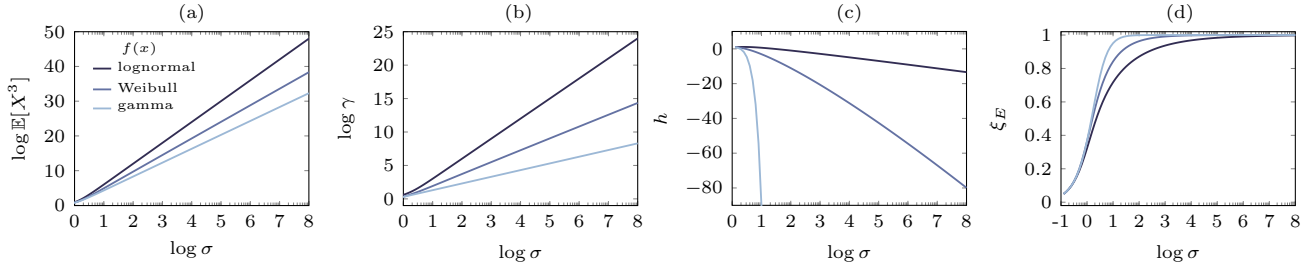 (a)
50
40
30
20
10
0
log 𝔼[X³]
f(x)
lognormal
Weibull
gamma
0 1 2 3 4 5 6 7 8
log σ
(b)
25
20
15
10
5
0
log γ
0 1 2 3 4 5 6 7 8
log σ
(c)
0
−20
−40
−60
−80
h
0 1 2 3 4 5 6 7 8
log σ
(d)
1
0.8
0.6
0.4
0.2
0
ξ_E
-1 0 1 2 3 4 5 6 7 8
log σ